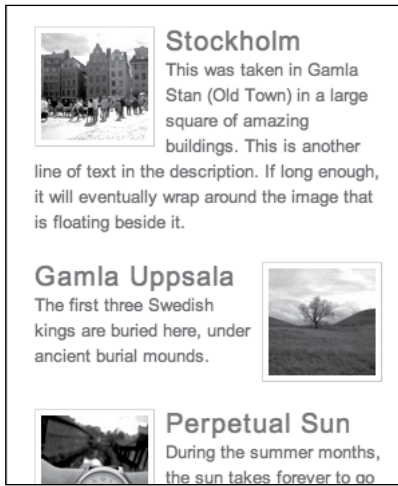 Stockholm
This was taken in Gamla
Stan (Old Town) in a large
square of amazing
buildings. This is another
line of text in the description. If long enough,
it will eventually wrap around the image that
is floating beside it.
Gamla Uppsala
The first three Swedish
kings are buried here, under
ancient burial mounds.
Perpetual Sun
During the summer months,
the sun takes forever to go